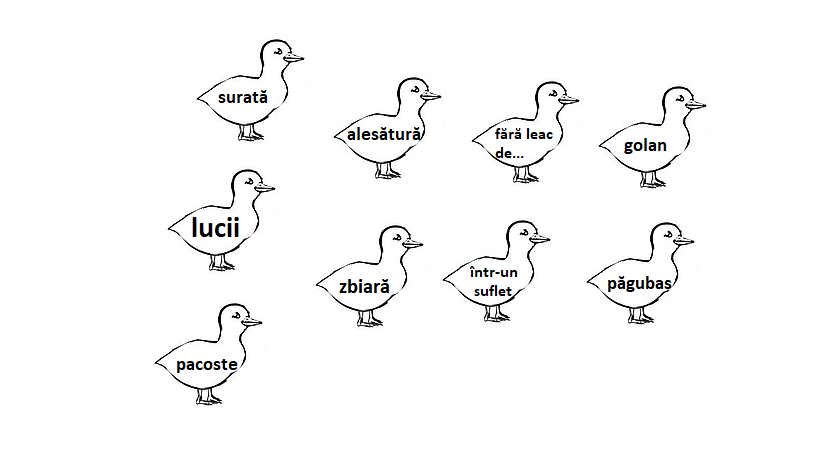 surată
alesătură
fără leac
de...
golan
lucii
zbiară
într-un
suflet
păgubaș
pacoste